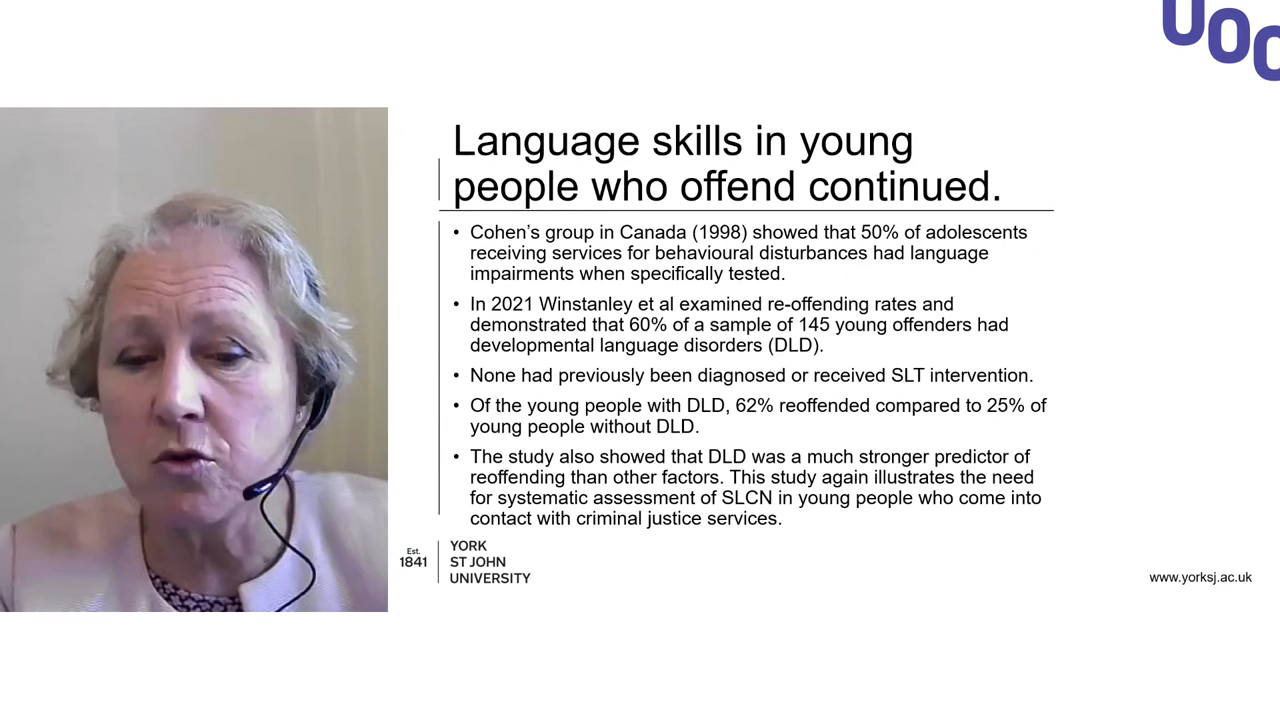 UOC
Language skills in young
people who offend continued.
• Cohen’s group in Canada (1998) showed that 50% of adolescents
receiving services for behavioural disturbances had language
impairments when specifically tested.
• In 2021 Winstanley et al examined re-offending rates and
demonstrated that 60% of a sample of 145 young offenders had
developmental language disorders (DLD).
• None had previously been diagnosed or received SLT intervention.
• Of the young people with DLD, 62% reoffended compared to 25% of
young people without DLD.
• The study also showed that DLD was a much stronger predictor of
reoffending than other factors. This study again illustrates the need
for systematic assessment of SLCN in young people who come into
contact with criminal justice services.
Est.
1841
YORK
ST JOHN
UNIVERSITY
www.yorksj.ac.uk